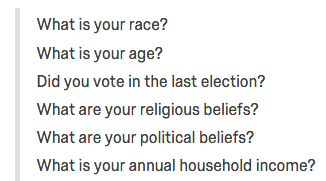 What is your race?
What is your age?
Did you vote in the last election?
What are your religious beliefs?
What are your political beliefs?
What is your annual household income?